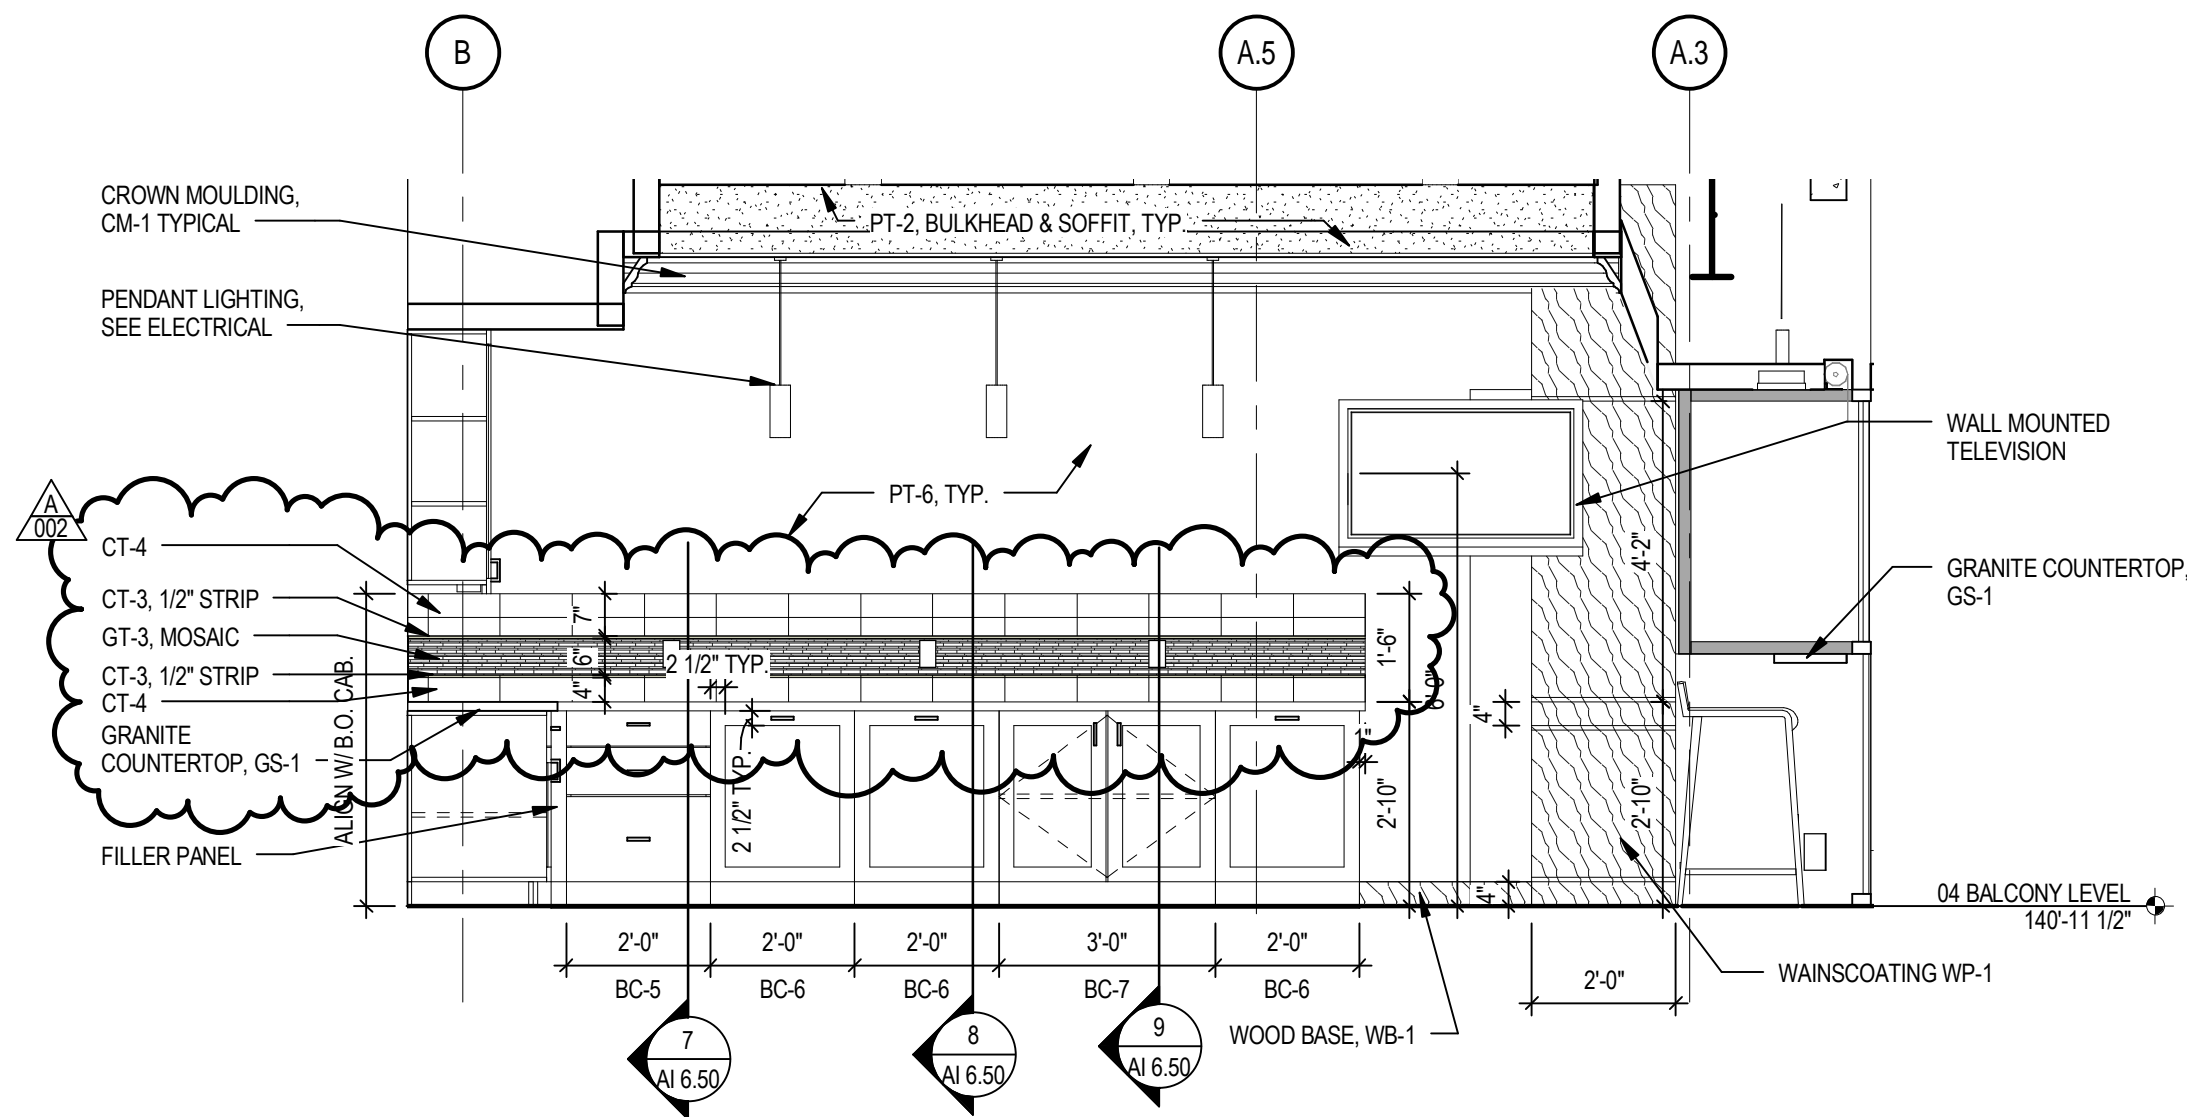 B
A.5
A.3
CROWN MOULDING,
CM-1 TYPICAL
PT-2, BULKHEAD & SOFFIT, TYP.
PENDANT LIGHTING,
SEE ELECTRICAL
WALL MOUNTED
TELEVISION
PT-6, TYP.
A
002
CT-4
CT-3, 1/2" STRIP
GT-3, MOSAIC
CT-3, 1/2" STRIP
CT-4
GRANITE
COUNTERTOP, GS-1
FILLER PANEL
ALIGN W/ B.O. CAB.
7"
6"
4"
2 1/2" TYP.
2 1/2" TYP.
1'-6"
6'-0"
2'-10"
1"
4"
4"
4'-2"
2'-10"
GRANITE COUNTERTOP,
GS-1
04 BALCONY LEVEL
140'-11 1/2"
WAINSCOATING WP-1
2'-0"
2'-0"
2'-0"
3'-0"
2'-0"
2'-0"
BC-5
BC-6
BC-6
BC-7
BC-6
WOOD BASE, WB-1
7
AI 6.50
8
AI 6.50
9
AI 6.50